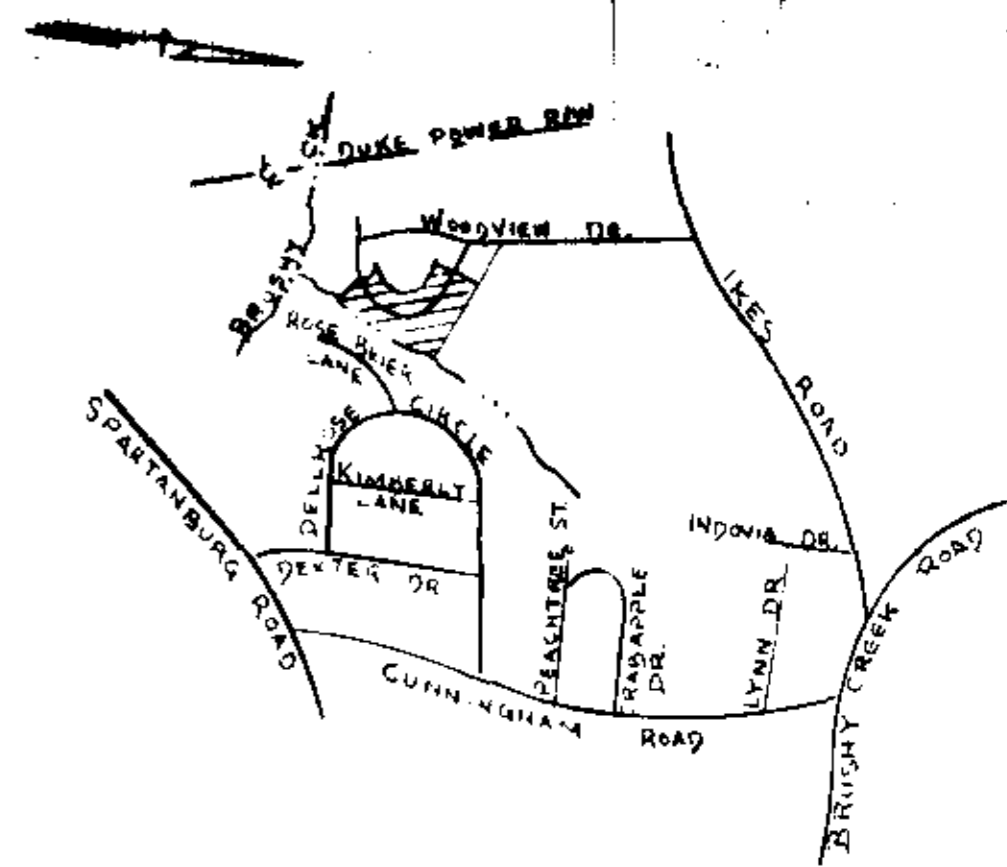 N
DUKE POWER R/W
CK.
BRUSHY
WOODVIEW DR.
IKES ROAD
ROSE BRIER
LANE
DELLROSE CIRCLE
KIMBERLY
LANE
SPARTANBURG ROAD
DEXTER DR
PEACHTREE ST.
CRABAPPLE
DR.
INDOVIA DR.
LYNN DR
CUNNINGHAM ROAD
BRUSHY CREEK ROAD